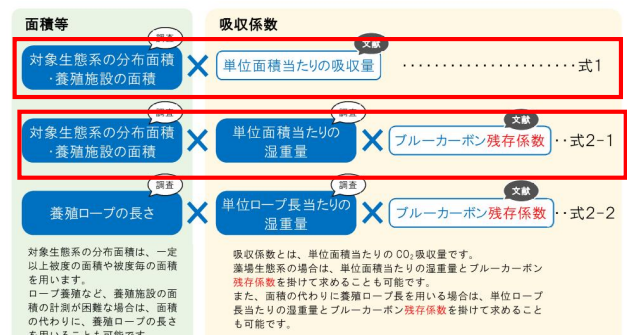 面積等
吸収係数
調査
文献
対象生態系の分布面積
・養殖施設の面積
×
単位面積当たりの吸収量
······················式1
調査
調査
文献
対象生態系の分布面積
・養殖施設の面積
×
単位面積当たりの
湿重量
×
ブルーカーボン残存係数
··式2-1
調査
調査
文献
養殖ロープの長さ
×
単位ロープ長当たりの
湿重量
×
ブルーカーボン残存係数
··式2-2
対象生態系の分布面積は、一定
以上被度の面積や被度毎の面積
を用います。
ロープ養殖など、養殖施設の面
積の計測が困難な場合は、面積
の代わりに、養殖ロープの長さ
を用いることも可能です。
吸収係数とは、単位面積当たりの CO₂吸収量です。
藻場生態系の場合は、単位面積当たりの湿重量とブルーカーボン
残存係数を掛けて求めることも可能です。
また、面積の代わりに養殖ロープ長を用いる場合は、単位ロープ
長当たりの湿重量とブルーカーボン残存係数を掛けて求めること
も可能です。